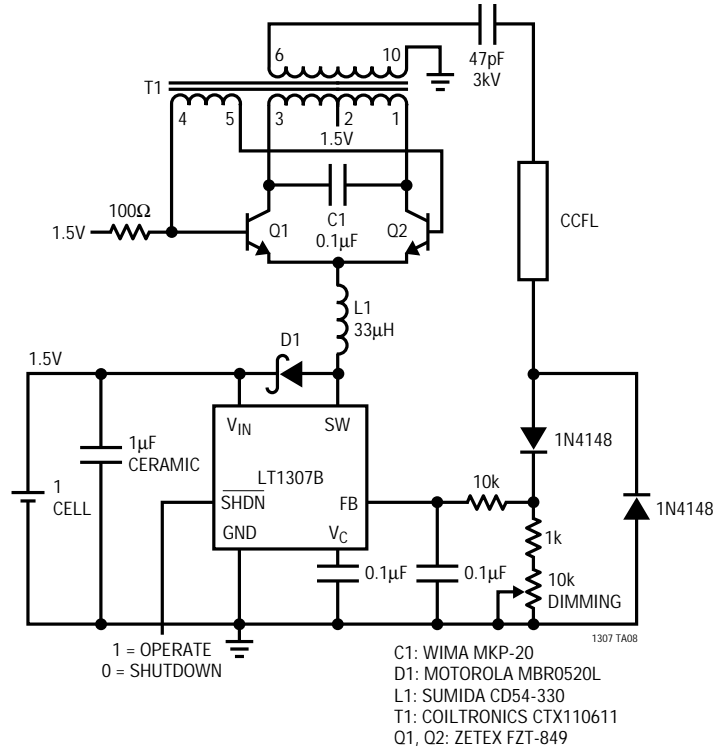 6
10
47pF
3kV
T1
4
5
3
2
1
1.5V
100Ω
1.5V
Q1
C1
0.1µF
Q2
CCFL
L1
33µH
D1
1.5V
VIN
SW
1µF
CERAMIC
1N4148
LT1307B
10k
1
CELL
SHDN
FB
1N4148
GND
VC
1k
0.1µF
0.1µF
10k
DIMMING
1307 TA08
1 = OPERATE
0 = SHUTDOWN
C1: WIMA MKP-20
D1: MOTOROLA MBR0520L
L1: SUMIDA CD54-330
T1: COILTRONICS CTX110611
Q1, Q2: ZETEX FZT-849